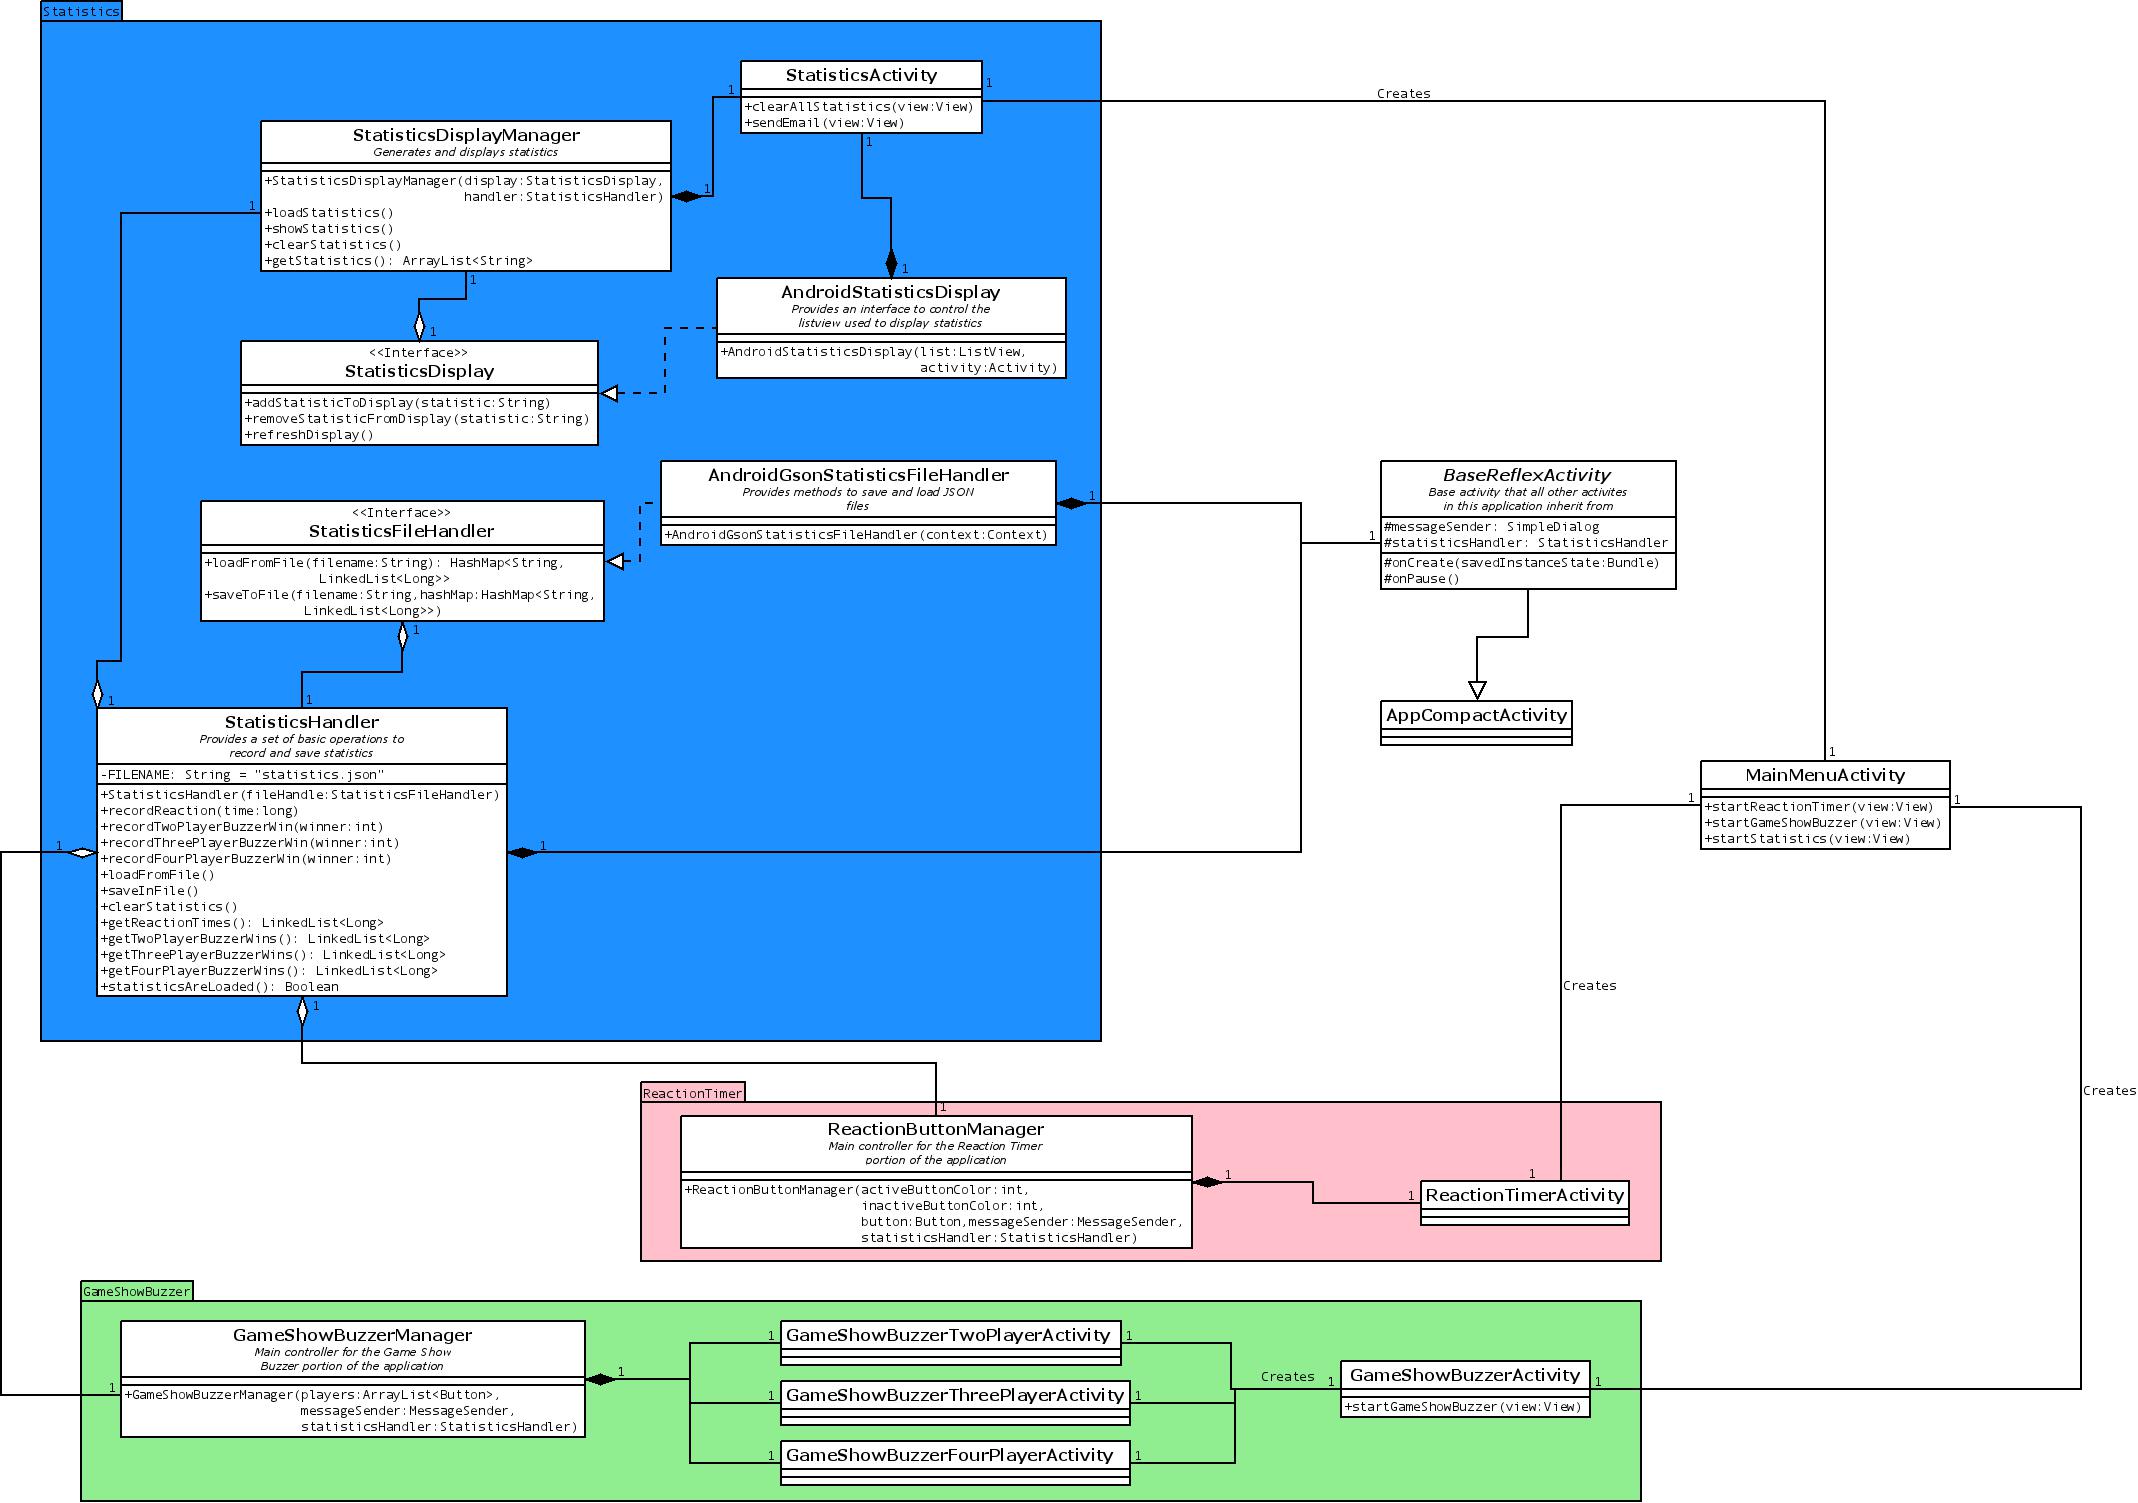 Statistics
StatisticsActivity
+clearAllStatistics(view:View)
+sendEmail(view:View)
1
1
1
Creates
StatisticsDisplayManager
Generates and displays statistics
+StatisticsDisplayManager(display:StatisticsDisplay,
handler:StatisticsHandler)
+loadStatistics()
+showStatistics()
+clearStatistics()
+getStatistics(): ArrayList<String>
1
1
1
AndroidStatisticsDisplay
Provides an interface to control the
listview used to display statistics
+AndroidStatisticsDisplay(list:ListView,
activity:Activity)
1
<<Interface>>
StatisticsDisplay
+addStatisticToDisplay(statistic:String)
+removeStatisticFromDisplay(statistic:String)
+refreshDisplay()
1
AndroidGsonStatisticsFileHandler
Provides methods to save and load JSON
files
+AndroidGsonStatisticsFileHandler(context:Context)
1
<<Interface>>
StatisticsFileHandler
+loadFromFile(filename:String): HashMap<String,
LinkedList<Long>>
+saveToFile(filename:String,hashMap:HashMap<String,
LinkedList<Long>>)
1
BaseReflexActivity
Base activity that all other activites
in this application inherit from
#messageSender: SimpleDialog
#statisticsHandler: StatisticsHandler
#onCreate(savedInstanceState:Bundle)
#onPause()
1
AppCompactActivity
StatisticsHandler
Provides a set of basic operations to
record and save statistics
-FILENAME: String = "statistics.json"
+StatisticsHandler(fileHandle:StatisticsFileHandler)
+recordReaction(time:long)
+recordTwoPlayerBuzzerWin(winner:int)
+recordThreePlayerBuzzerWin(winner:int)
+recordFourPlayerBuzzerWin(winner:int)
+loadFromFile()
+saveInFile()
+clearStatistics()
+getReactionTimes(): LinkedList<Long>
+getTwoPlayerBuzzerWins(): LinkedList<Long>
+getThreePlayerBuzzerWins(): LinkedList<Long>
+getFourPlayerBuzzerWins(): LinkedList<Long>
+statisticsAreLoaded(): Boolean
1
1
1
1
1
MainMenuActivity
+startReactionTimer(view:View)
+startGameShowBuzzer(view:View)
+startStatistics(view:View)
1
1
1
Creates
Creates
ReactionTimer
ReactionButtonManager
Main controller for the Reaction Timer
portion of the application
+ReactionButtonManager(activeButtonColor:int,
inactiveButtonColor:int,
button:Button,messageSender:MessageSender,
statisticsHandler:StatisticsHandler)
1
1
ReactionTimerActivity
1
1
GameShowBuzzer
GameShowBuzzerManager
Main controller for the Game Show
Buzzer portion of the application
+GameShowBuzzerManager(players:ArrayList<Button>,
messageSender:MessageSender,
statisticsHandler:StatisticsHandler)
1
1
1
GameShowBuzzerTwoPlayerActivity
1
1
GameShowBuzzerThreePlayerActivity
1
1
GameShowBuzzerFourPlayerActivity
1
Creates
1
GameShowBuzzerActivity
+startGameShowBuzzer(view:View)
1